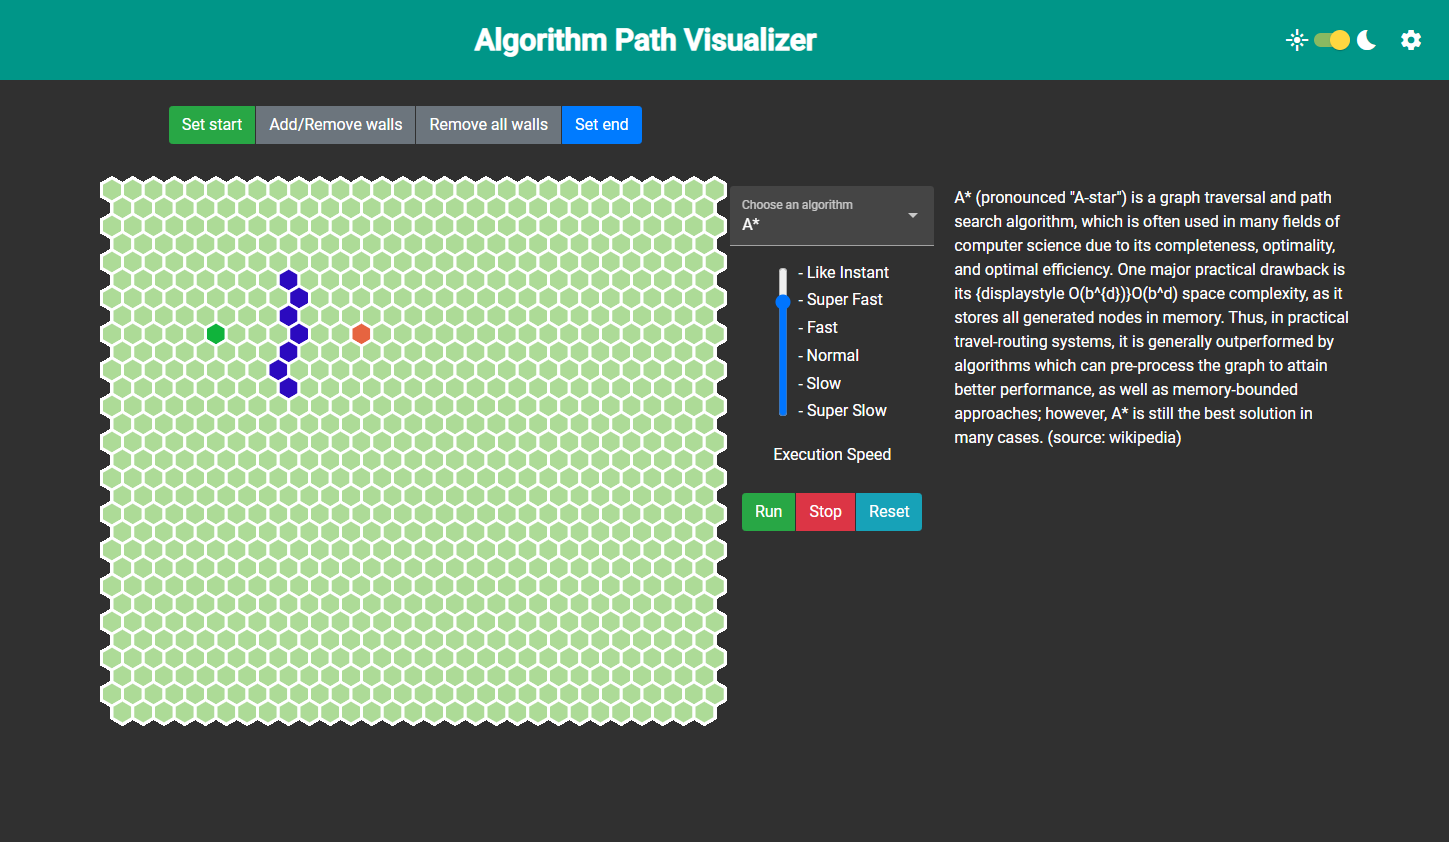 Algorithm Path Visualizer
Set start
Add/Remove walls
Remove all walls
Set end
Choose an algorithm
A*
- Like Instant
- Super Fast
- Fast
- Normal
- Slow
- Super Slow
Execution Speed
Run
Stop
Reset
A* (pronounced "A-star") is a graph traversal and path
search algorithm, which is often used in many fields of
computer science due to its completeness, optimality,
and optimal efficiency. One major practical drawback is
its {displaystyle O(b^{d})}O(b^d) space complexity, as it
stores all generated nodes in memory. Thus, in practical
travel-routing systems, it is generally outperformed by
algorithms which can pre-process the graph to attain
better performance, as well as memory-bounded
approaches; however, A* is still the best solution in
many cases. (source: wikipedia)